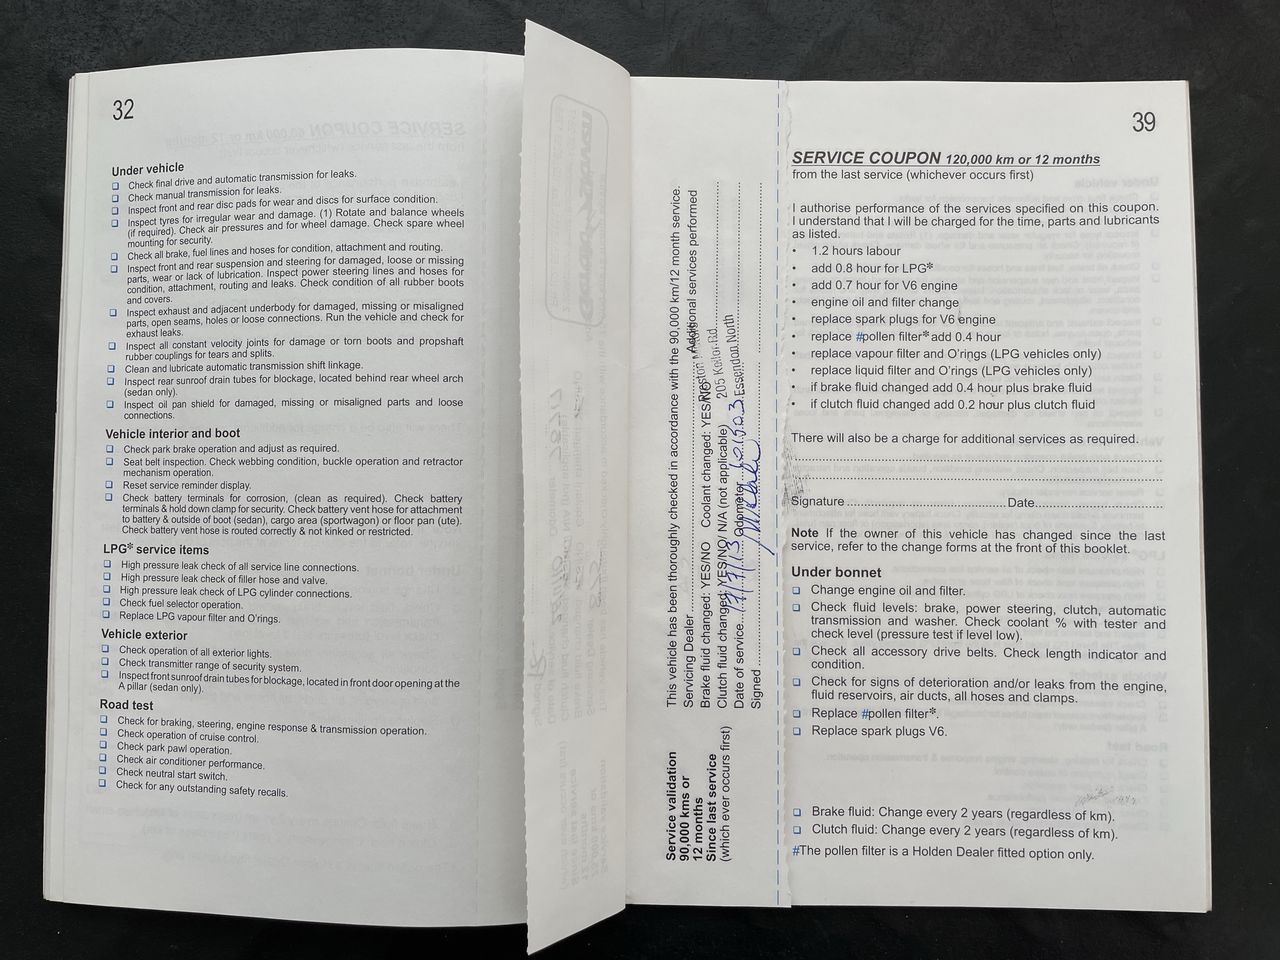 32
Under vehicle
Check final drive and automatic transmission for leaks.
Check manual transmission for leaks.
Inspect front and rear disc pads for wear and discs for surface condition.
Inspect tyres for irregular wear and damage. (1) Rotate and balance wheels
(if required). Check air pressures and for wheel damage. Check spare wheel
mounting for security.
Check all brake, fuel lines and hoses for condition, attachment and routing.
Inspect front and rear suspension and steering for damaged, loose or missing
parts, wear or lack of lubrication. Inspect power steering lines and hoses for
condition, attachment, routing and leaks. Check condition of all rubber boots
and covers.
Inspect exhaust and adjacent underbody for damaged, missing or misaligned
parts, open seams, holes or loose connections. Run the vehicle and check for
exhaust leaks.
Inspect all constant velocity joints for damage or torn boots and propshaft
rubber couplings for tears and splits.
Clean and lubricate automatic transmission shift linkage.
Inspect rear sunroof drain tubes for blockage, located behind rear wheel arch
(sedan only).
Inspect oil pan shield for damaged, missing or misaligned parts and loose
connections.
Vehicle interior and boot
Check park brake operation and adjust as required.
Seat belt inspection. Check webbing condition, buckle operation and retractor
mechanism operation.
Reset service reminder display.
Check battery terminals for corrosion, (clean as required). Check battery
terminals & hold down clamp for security. Check battery vent hose for attachment
to battery & outside of boot (sedan), cargo area (sportwagon) or floor pan (ute).
Check battery vent hose is routed correctly & not kinked or restricted.
LPG* service items
High pressure leak check of all service line connections.
High pressure leak check of filler hose and valve.
High pressure leak check of LPG cylinder connections.
Check fuel selector operation.
Replace LPG vapour filter and O'rings.
Vehicle exterior
Check operation of all exterior lights.
Check transmitter range of security system.
Inspect front sunroof drain tubes for blockage, located in front door opening at the
A pillar (sedan only).
Road test
Check for braking, steering, engine response & transmission operation.
Check operation of cruise control.
Check park pawl operation.
Check air conditioner performance.
Check neutral start switch.
Check for any outstanding safety recalls.
Service validation
90,000 kms or
12 months
Since last service
(which ever occurs first)
This vehicle has been thoroughly checked in accordance with the 90,000 km/12 month service.
Servicing Dealer Additional services performed
Brake fluid changed: YES/NO Coolant changed: YES/NO
Preston
Clutch fluid changed: YES/NO/ N/A (not applicable)
205 Keilor Rd.
Date of service 17/7/13 Odometer
Essendon North
Signed
39
SERVICE COUPON 120,000 km or 12 months
from the last service (whichever occurs first)
I authorise performance of the services specified on this coupon.
I understand that I will be charged for the time, parts and lubricants
as listed.
• 1.2 hours labour
• add 0.8 hour for LPG*
• add 0.7 hour for V6 engine
• engine oil and filter change
• replace spark plugs for V6 engine
• replace #pollen filter* add 0.4 hour
• replace vapour filter and O'rings (LPG vehicles only)
• replace liquid filter and O'rings (LPG vehicles only)
• if brake fluid changed add 0.4 hour plus brake fluid
• if clutch fluid changed add 0.2 hour plus clutch fluid
There will also be a charge for additional services as required.
Signature Date
Note If the owner of this vehicle has changed since the last
service, refer to the change forms at the front of this booklet.
Under bonnet
Change engine oil and filter.
Check fluid levels: brake, power steering, clutch, automatic
transmission and washer. Check coolant % with tester and
check level (pressure test if level low).
Check all accessory drive belts. Check length indicator and
condition.
Check for signs of deterioration and/or leaks from the engine,
fluid reservoirs, air ducts, all hoses and clamps.
Replace #pollen filter*.
Replace spark plugs V6.
Brake fluid: Change every 2 years (regardless of km).
Clutch fluid: Change every 2 years (regardless of km).
#The pollen filter is a Holden Dealer fitted option only.